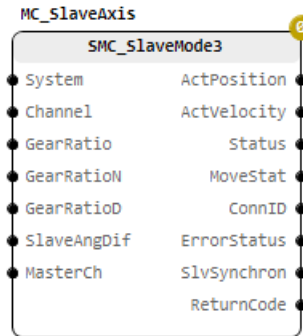 MC_SlaveAxis
SMC_SlaveMode3
System ActPosition
Channel ActVelocity
GearRatio Status
GearRatioN MoveStat
GearRatioD ConnID
SlaveAngDif ErrorStatus
MasterCh SlvSynchron
ReturnCode